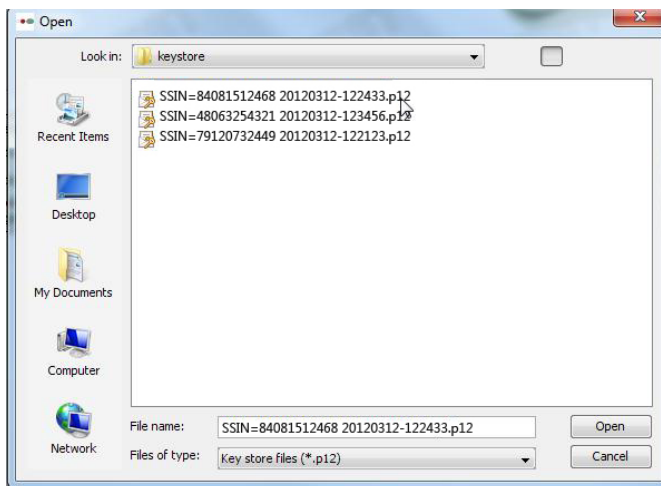 Open
Look in: keystore
SSIN=84081512468 20120312-122433.p12
SSIN=48063254321 20120312-123456.p12
SSIN=79120732449 20120312-122123.p12
Recent Items
Desktop
My Documents
Computer
Network
File name: SSIN=84081512468 20120312-122433.p12 Open
Files of type: Key store files (*.p12) Cancel